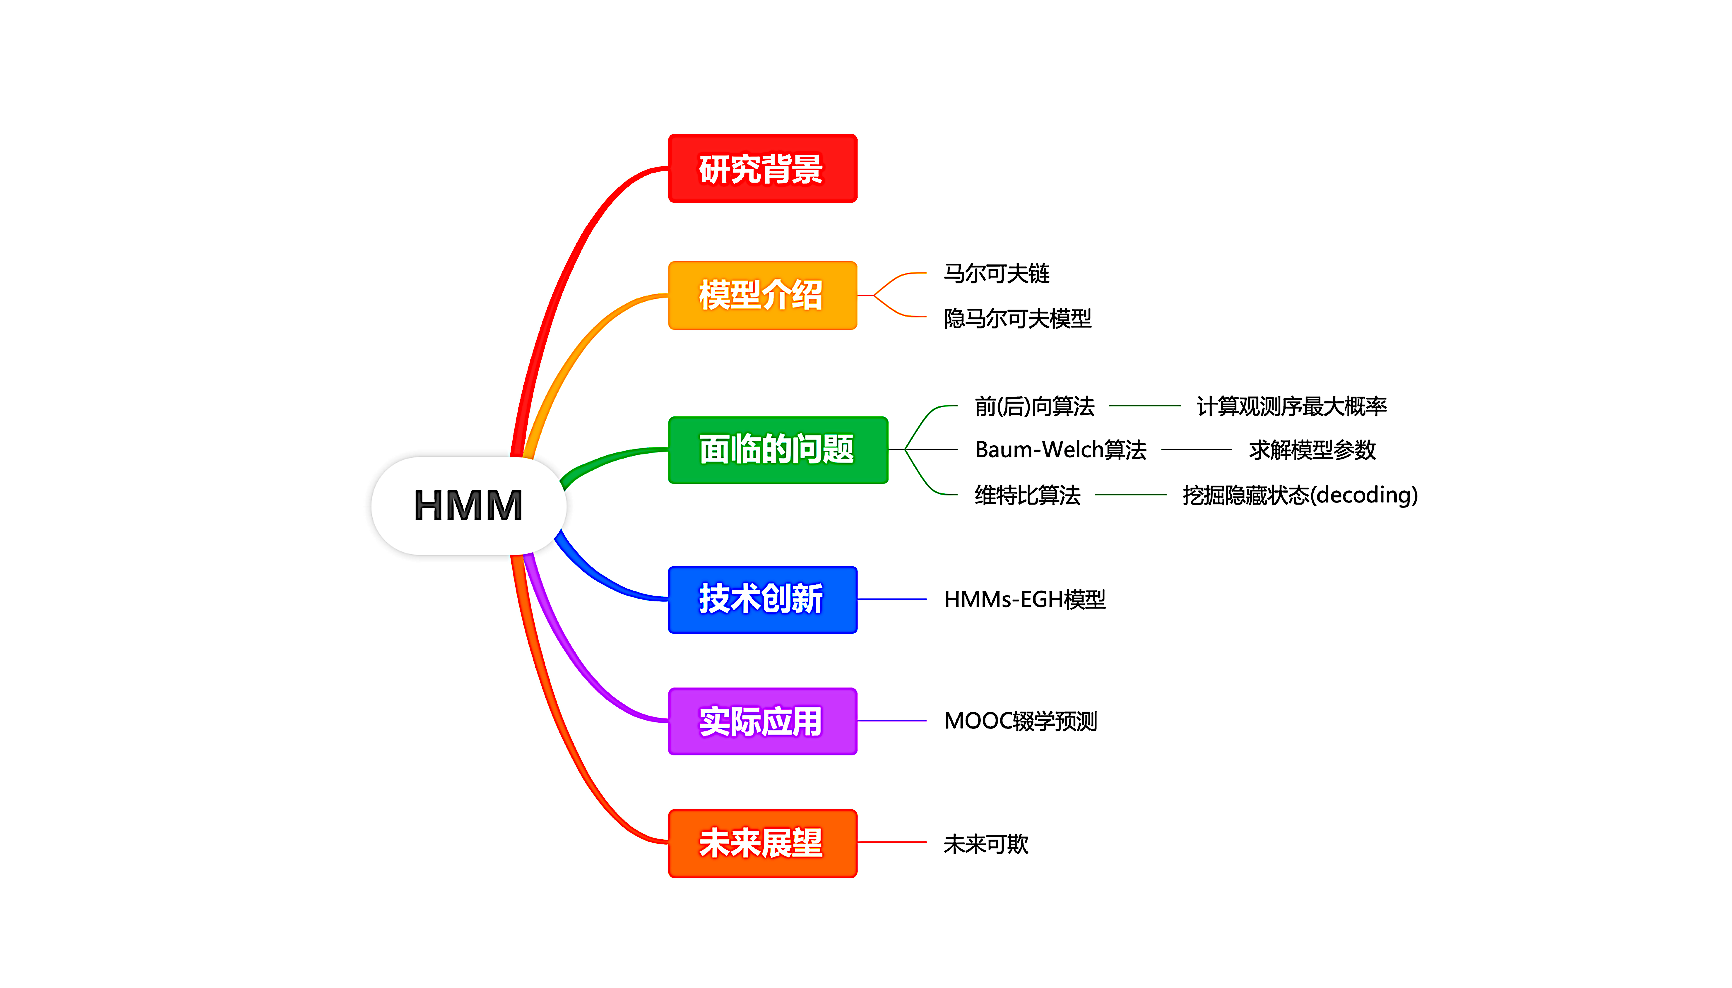 研究背景
模型介绍
马尔可夫链
隐马尔可夫模型
面临的问题
前(后)向算法
计算观测序最大概率
Baum-Welch算法
求解模型参数
维特比算法
挖掘隐藏状态(decoding)
HMM
技术创新
HMMs-EGH模型
实际应用
MOOC辍学预测
未来展望
未来可欺